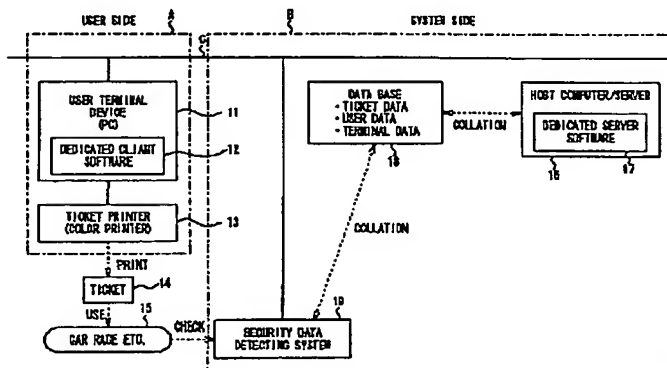 USER SIDE
A
B
SYSTEM SIDE
C
USER TERMINAL
DEVICE
(PC)
11
DEDICATED CLIENT
SOFTWARE
12
TICKET PRINTER
(COLOR PRINTER)
13
PRINT
TICKET
14
USE
15
CAR RACE ETC.
CHECK
DATA BASE
• TICKET DATA
• USER DATA
• TERMINAL DATA
18
COLLATION
HOST COMPUTER/SERVER
DEDICATED SERVER
SOFTWARE
16
17
COLLATION
19
SECURITY DATA
DETECTING SYSTEM